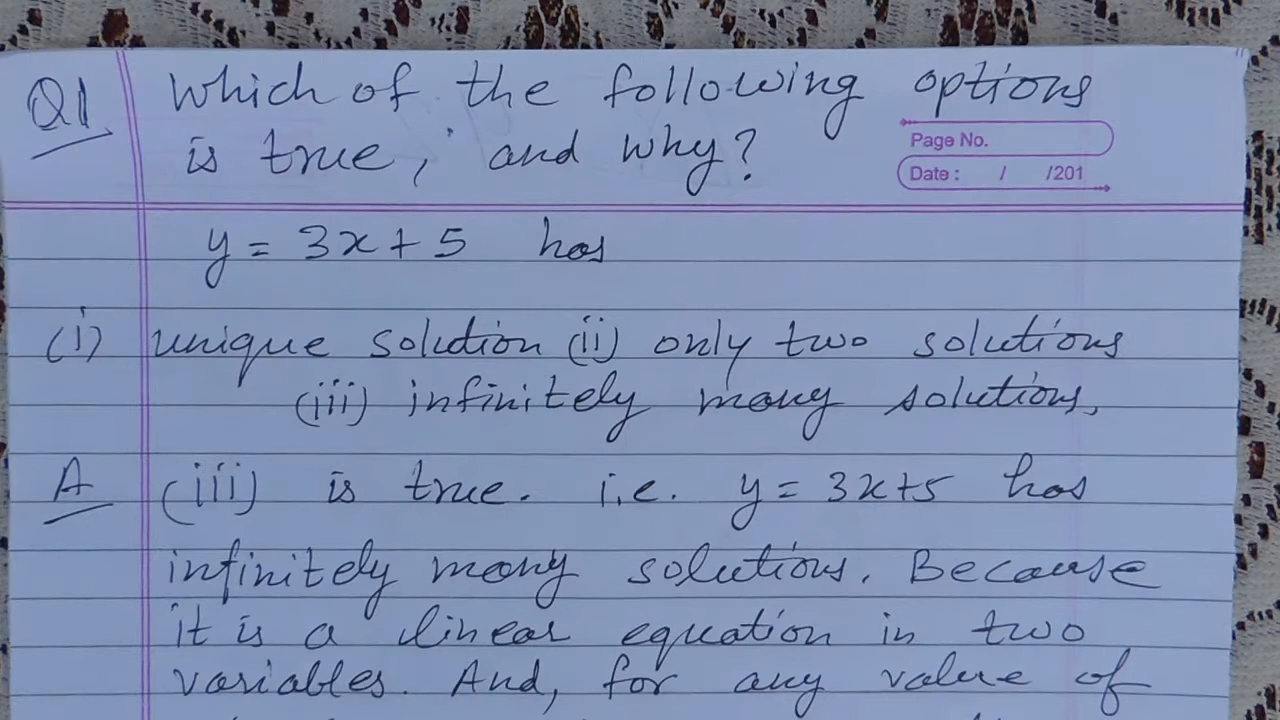 Q1 Which of the following options
is true, and why?
Page No.
Date : / /201
y = 3x + 5 has
(i) unique solution (ii) only two solutions
(iii) infinitely many solutions.
A (iii) is true. i.e. y = 3x+5 has
infinitely many solutions. Because
it is a linear equation in two
variables. And, for any value of